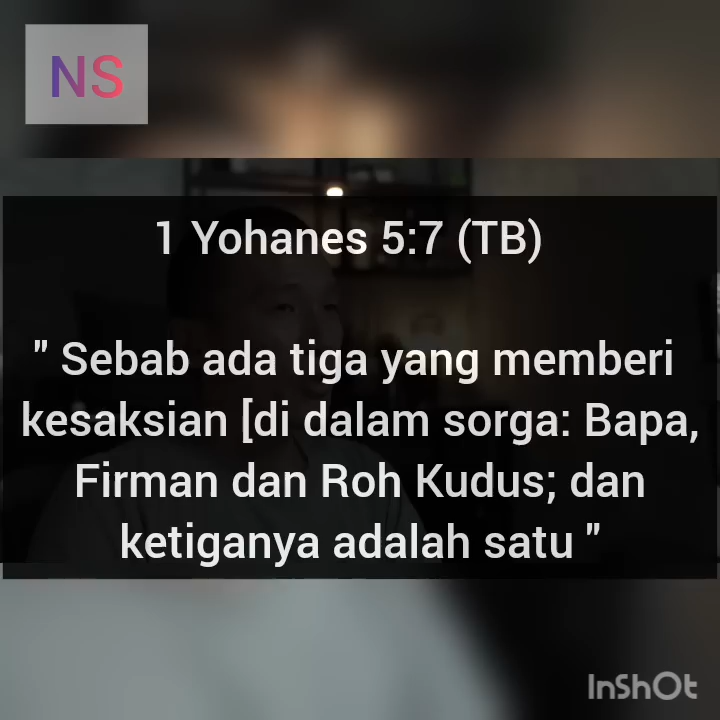 NS
1 Yohanes 5:7 (TB)
" Sebab ada tiga yang memberi
kesaksian [di dalam sorga: Bapa,
Firman dan Roh Kudus; dan
ketiganya adalah satu "
InShOt